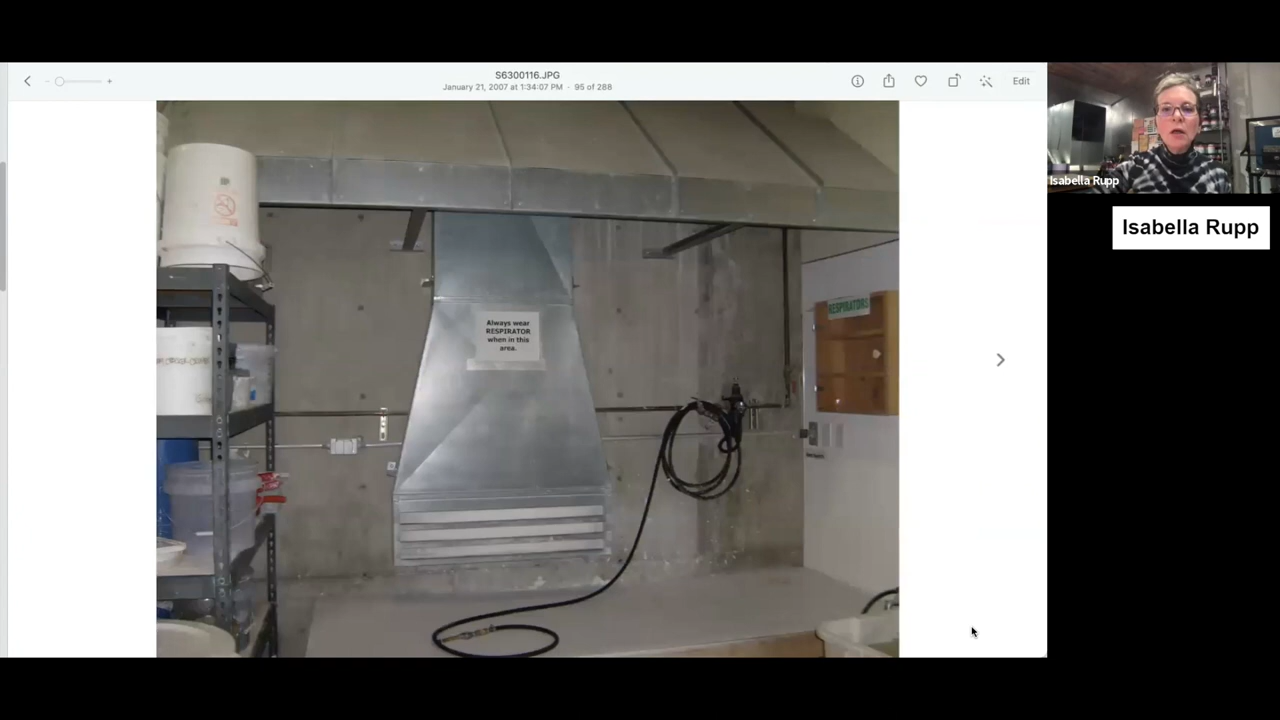 S6300116.JPG
January 21, 2007 at 1:34:07 PM · 95 of 288
Edit
Isabella Rupp
Isabella Rupp
RESPIRATORS
Always wear
RESPIRATOR
when in this
area.